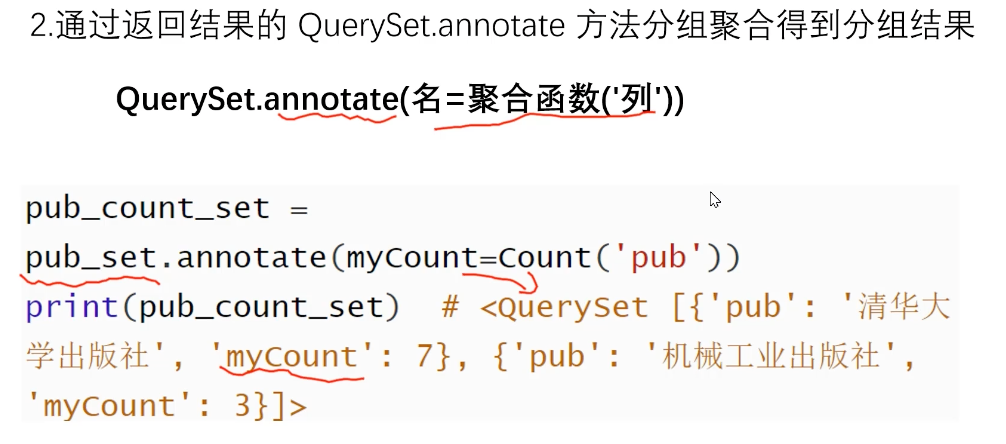 2.通过返回结果的 QuerySet.annotate 方法分组聚合得到分组结果
QuerySet.annotate(名=聚合函数('列'))
pub_count_set =
pub_set.annotate(myCount=Count('pub'))
print(pub_count_set)  # <QuerySet [{'pub': '清华大
学出版社', 'myCount': 7}, {'pub': '机械工业出版社',
'myCount': 3}]>